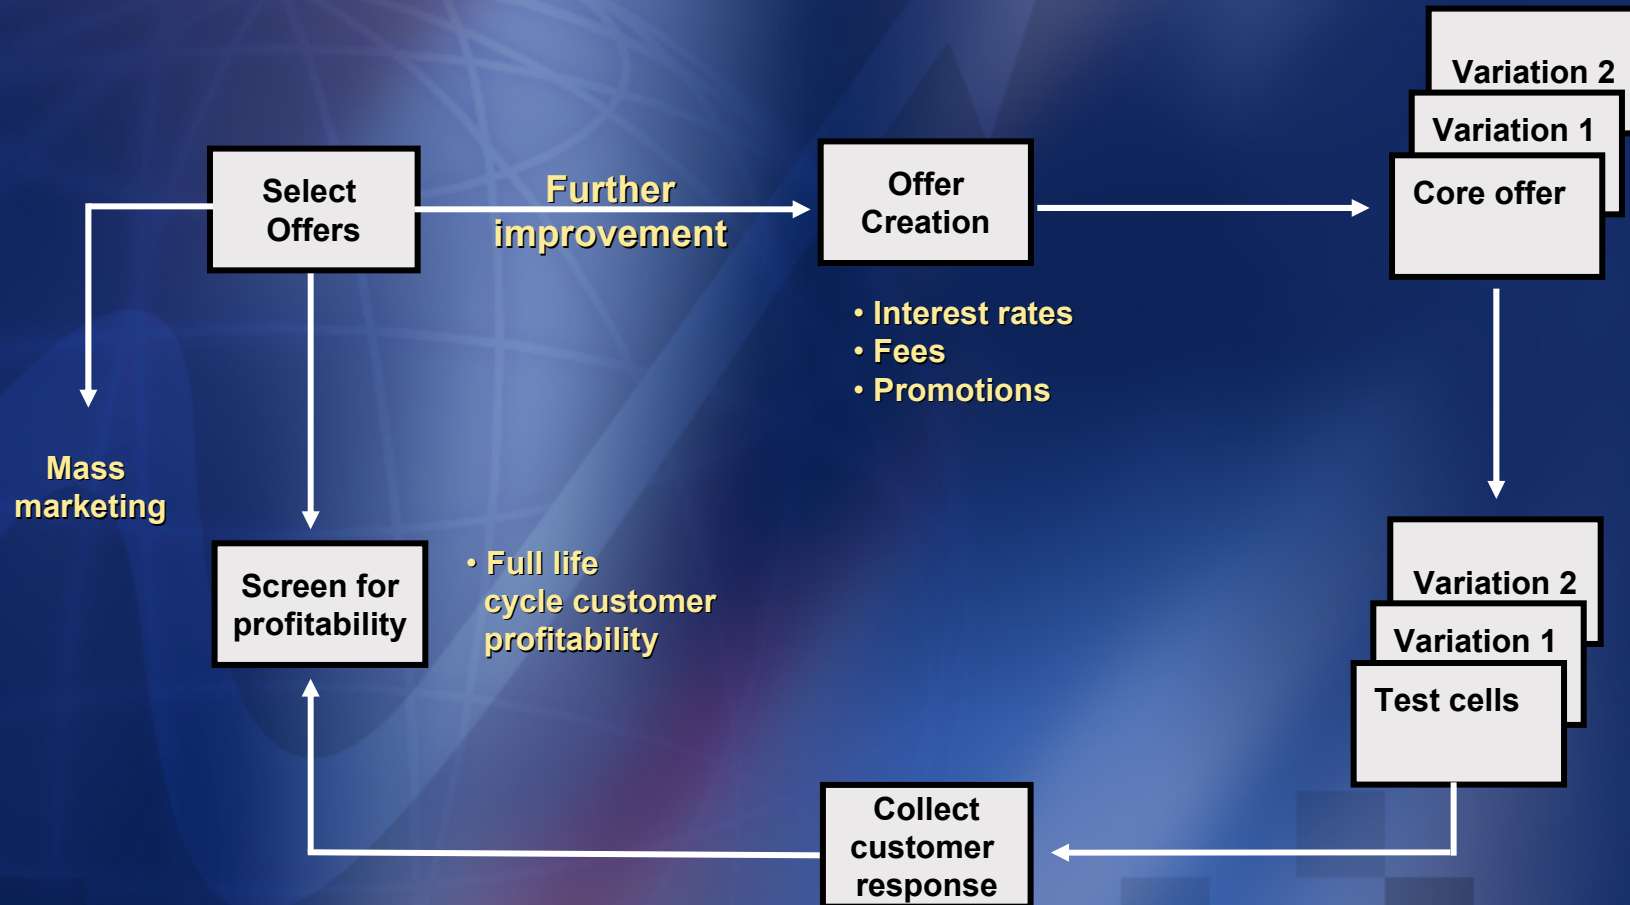 Variation 2
Variation 1
Core offer
Select
Offers
Further
improvement
Offer
Creation
• Interest rates
• Fees
• Promotions
Mass
marketing
Screen for
profitability
• Full life
cycle customer
profitability
Variation 2
Variation 1
Test cells
Collect
customer
response